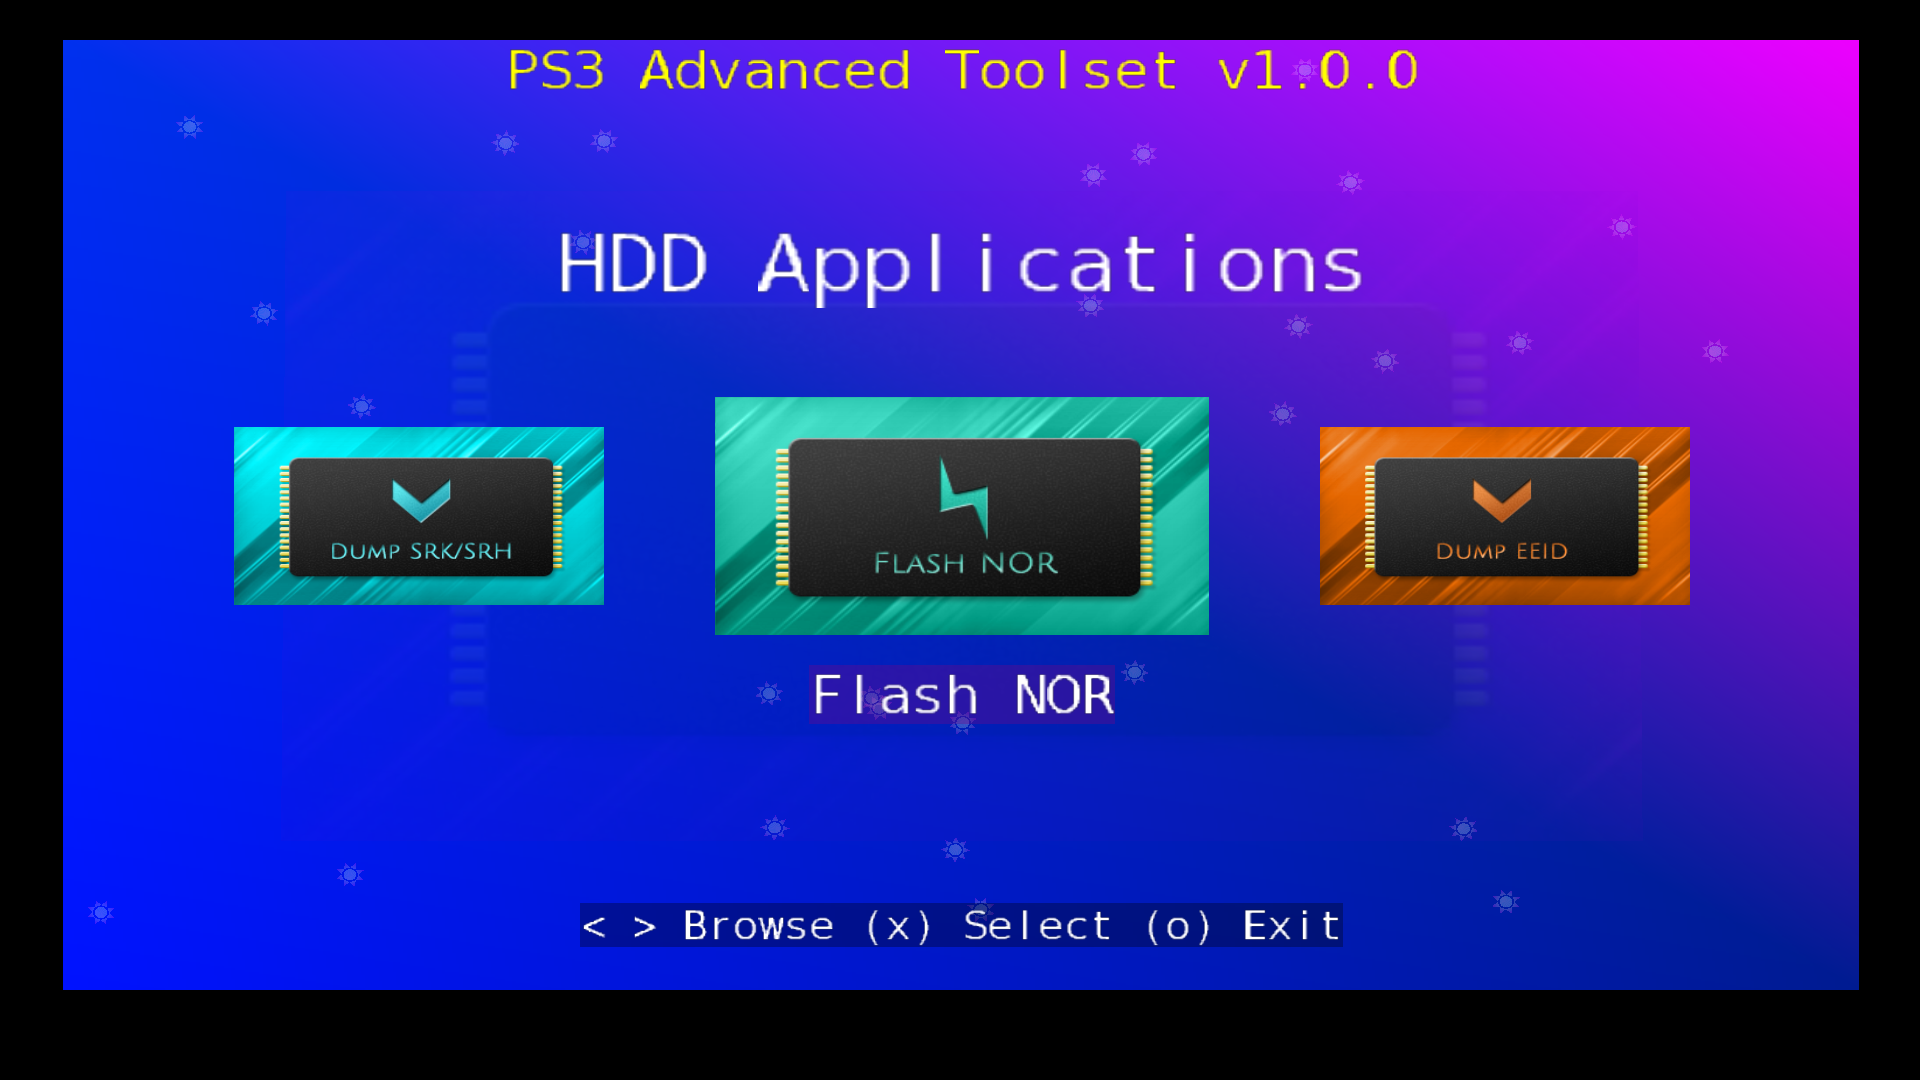 PS3 Advanced Toolset v1.0.0
HDD Applications
DUMP SRK/SRH
FLASH NOR
DUMP EEID
Flash NOR
< > Browse (x) Select (o) Exit